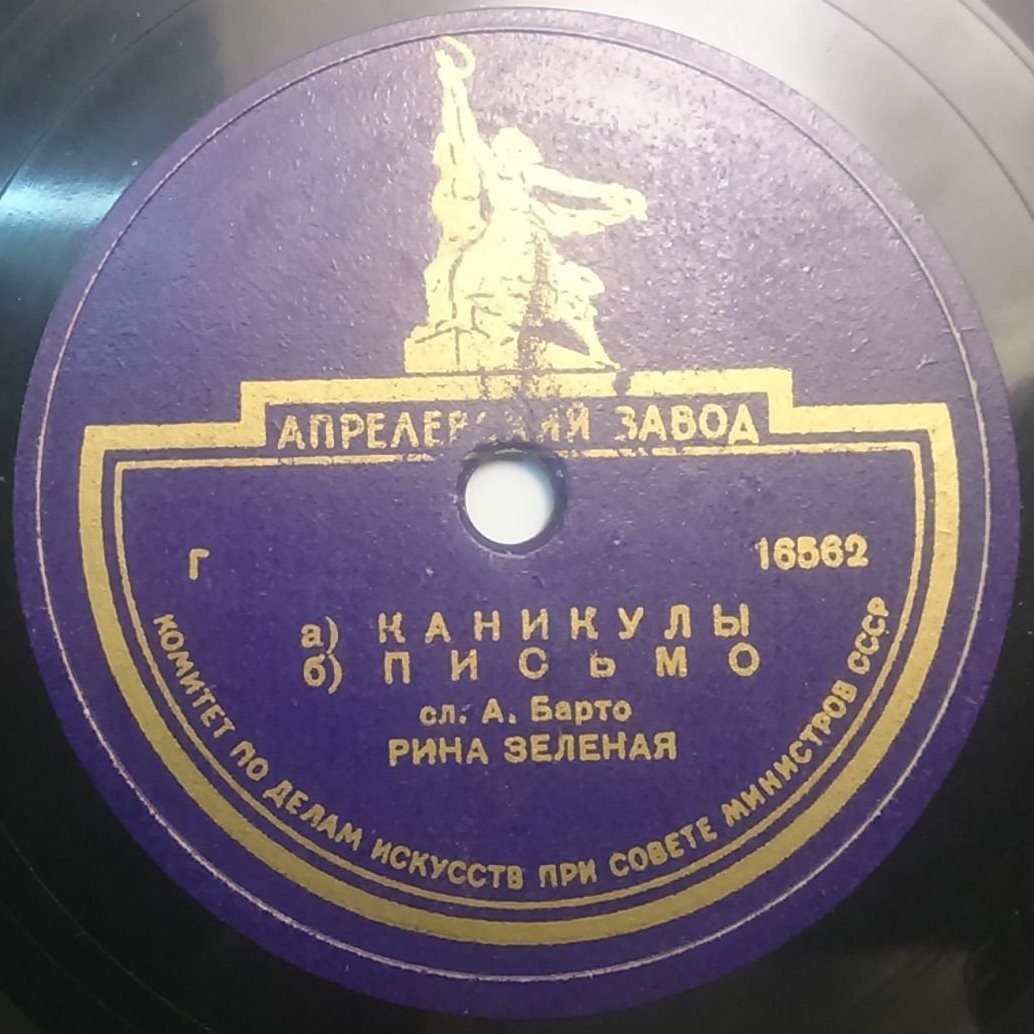 АПРЕЛЕВСКИЙ ЗАВОД
Г 16562
а) КАНИКУЛЫ
б) ПИСЬМО
сл. А. Барто
РИНА ЗЕЛЕНАЯ
КОМИТЕТ ПО ДЕЛАМ ИСКУССТВ ПРИ СОВЕТЕ МИНИСТРОВ СССР